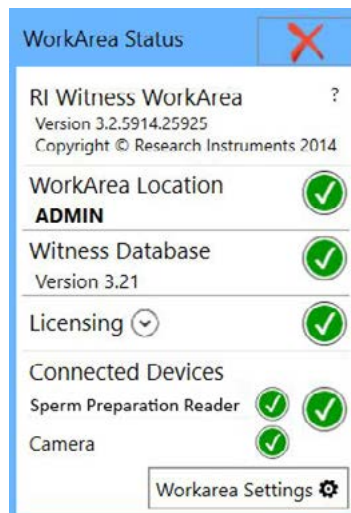 WorkArea Status
RI Witness WorkArea ?
Version 3.2.5914.25925
Copyright © Research Instruments 2014
WorkArea Location
ADMIN
Witness Database
Version 3.21
Licensing
Connected Devices
Sperm Preparation Reader
Camera
Workarea Settings